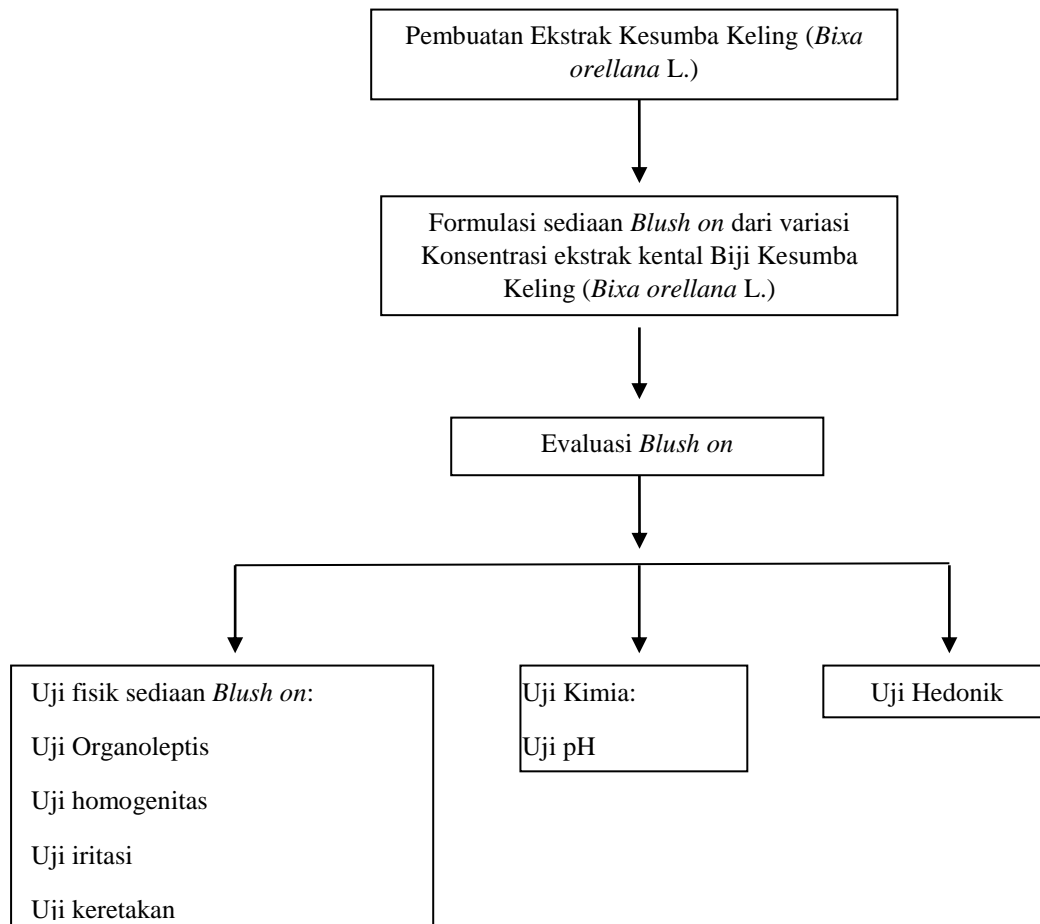 Pembuatan Ekstrak Kesumba Keling (Bixa
orellana L.)
Formulasi sediaan Blush on dari variasi
Konsentrasi ekstrak kental Biji Kesumba
Keling (Bixa orellana L.)
Evaluasi Blush on
Uji fisik sediaan Blush on:
Uji Organoleptis
Uji homogenitas
Uji iritasi
Uji keretakan
Uji Kimia:
Uji pH
Uji Hedonik